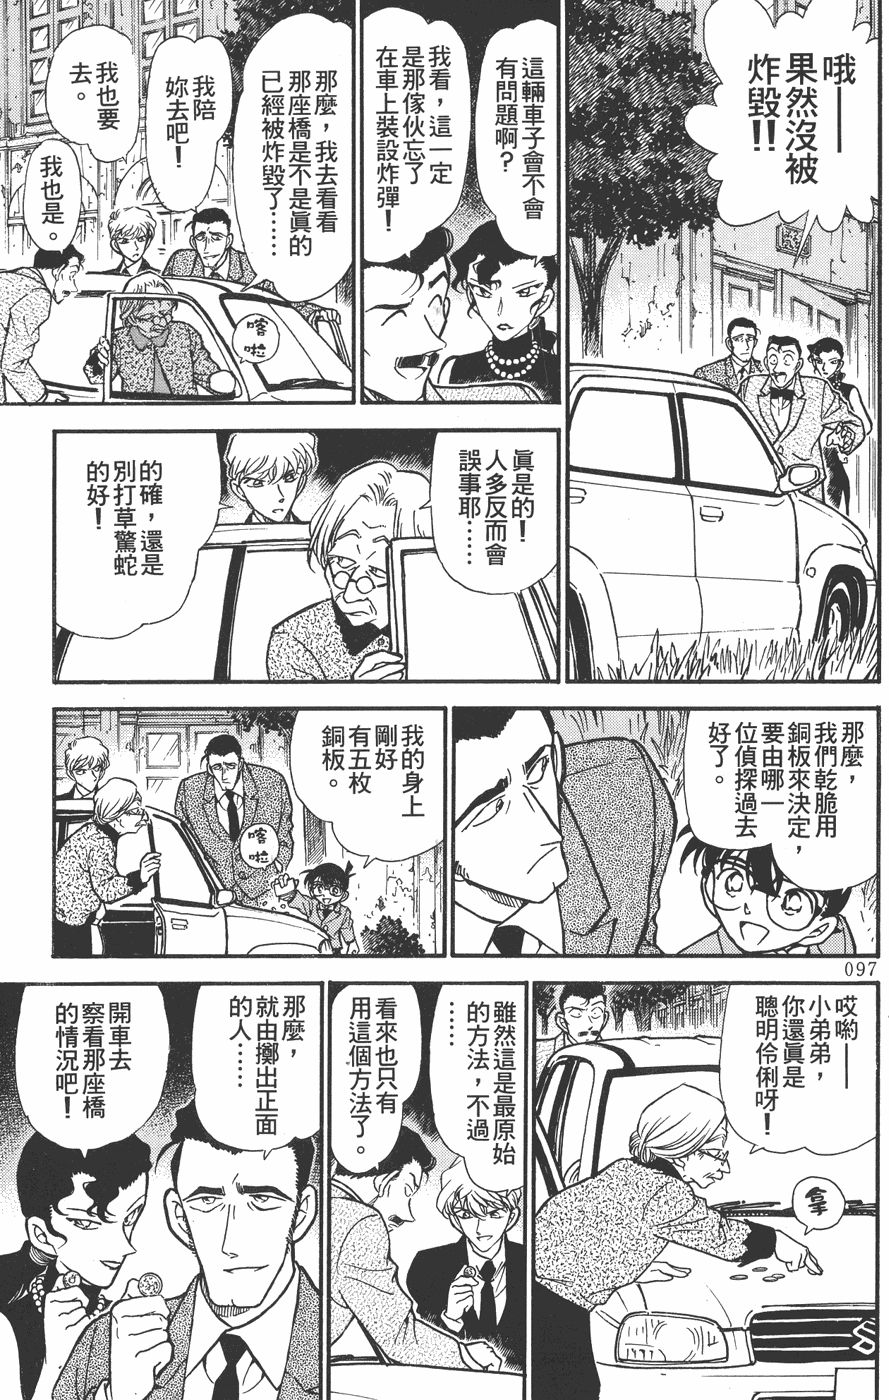 哦——
果然沒被
炸毀!!
這輛車子會不會
有問題啊?
我看,這一定
是那傢伙忘了
在車上裝設炸彈!
那麼,我去看看
那座橋是不是眞的
已經被炸毀了……
我陪
妳去吧!
我也要
去。
我也是。
喀啦
眞是的!
人多反而會
誤事耶……
的確,還是
別打草驚蛇
的好!
那麼,
我們乾脆用
銅板來決定,
要由哪一
位偵探過去
好了。
我的身上
剛好
有五枚
銅板。
喀啦
097
哎喲——
小弟弟,
你還眞是
聰明伶俐呀!
拿
雖然這是最原始
的方法,不過
……
看來也只有
用這個方法了。
那麼,
就由擲出正面
的人……
開車去
察看那座橋
的情況吧!